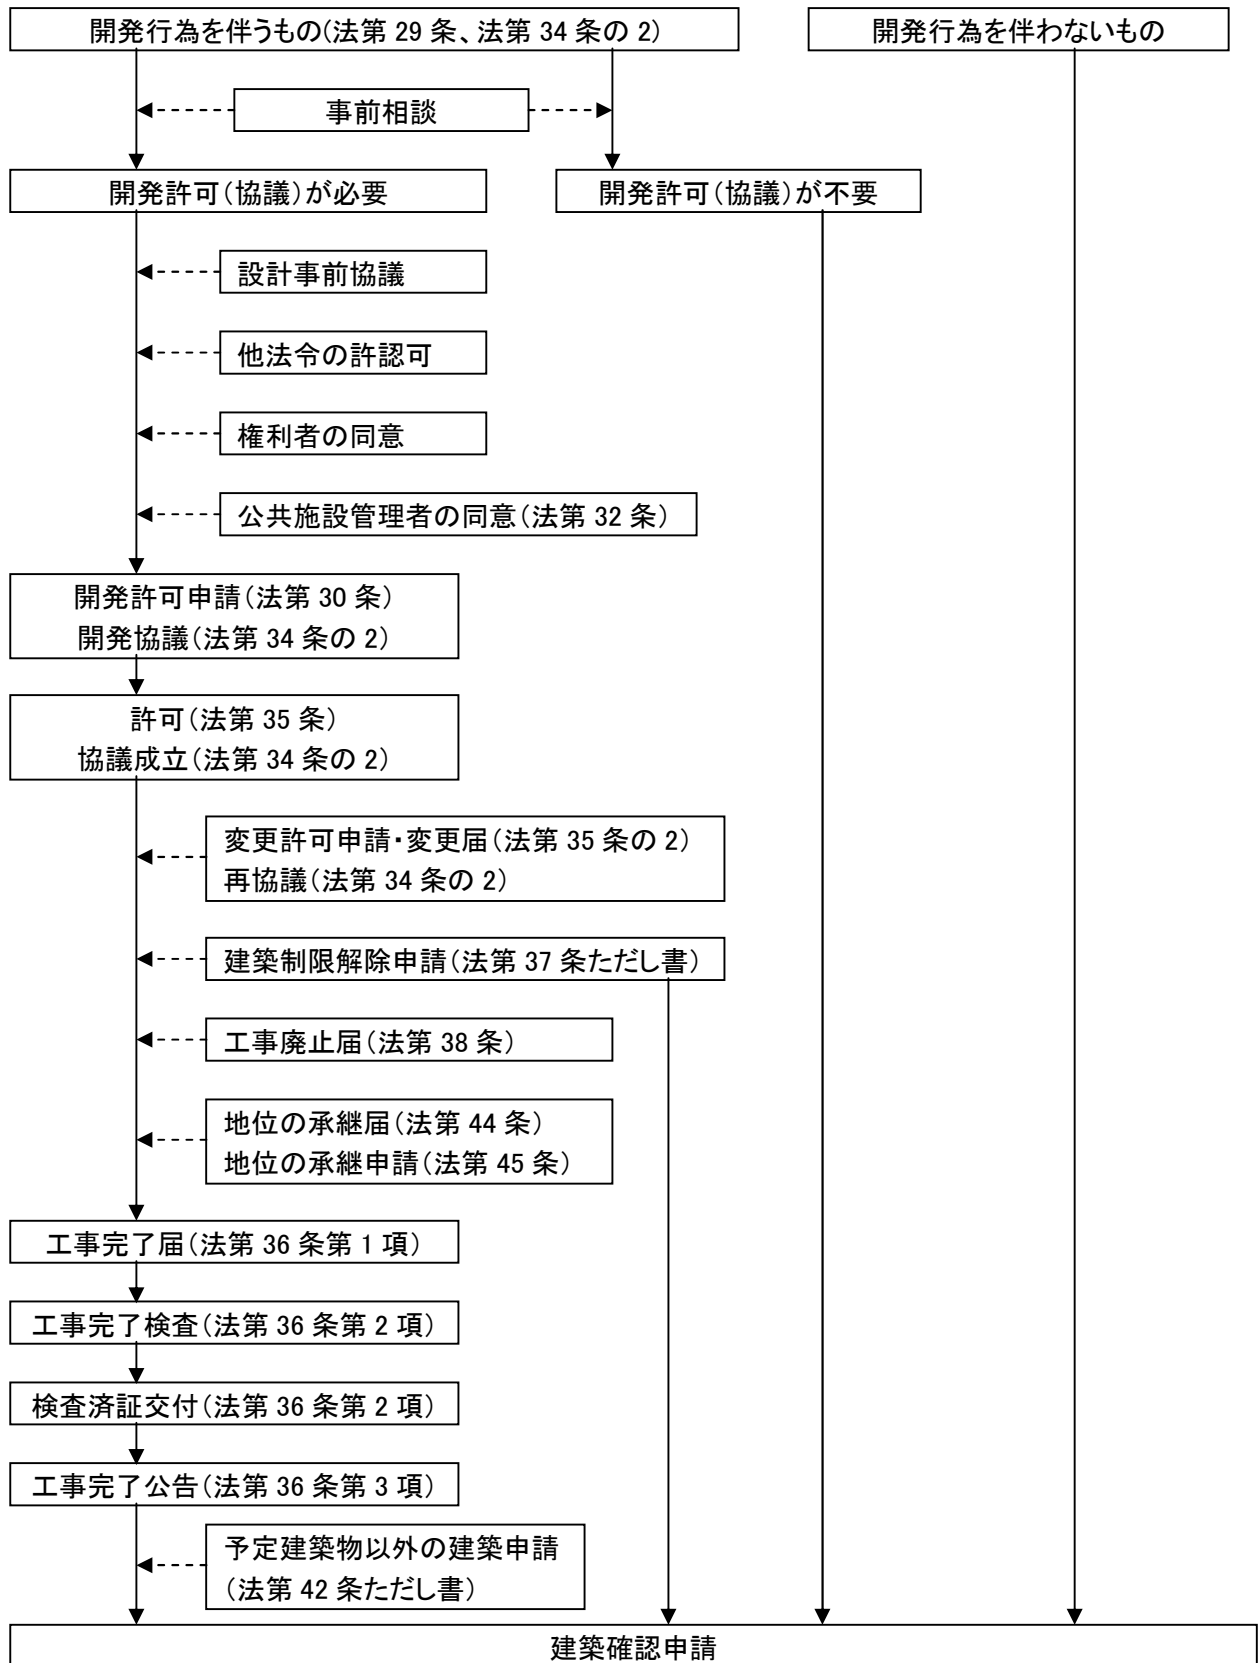 開発行為を伴うもの(法第 29 条、法第 34 条の 2)
開発行為を伴わないもの
事前相談
開発許可(協議)が必要
開発許可(協議)が不要
設計事前協議
他法令の許認可
権利者の同意
公共施設管理者の同意(法第 32 条)
開発許可申請(法第 30 条)
開発協議(法第 34 条の 2)
許可(法第 35 条)
協議成立(法第 34 条の 2)
変更許可申請・変更届(法第 35 条の 2)
再協議(法第 34 条の 2)
建築制限解除申請(法第 37 条ただし書)
工事廃止届(法第 38 条)
地位の承継届(法第 44 条)
地位の承継申請(法第 45 条)
工事完了届(法第 36 条第 1 項)
工事完了検査(法第 36 条第 2 項)
検査済証交付(法第 36 条第 2 項)
工事完了公告(法第 36 条第 3 項)
予定建築物以外の建築申請
(法第 42 条ただし書)
建築確認申請